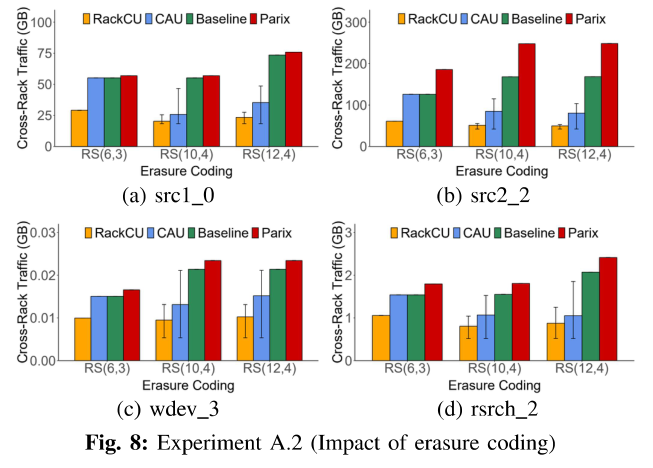 Cross-Rack Traffic (GB)
100
75
50
25
0
RackCU CAU Baseline Parix
RS(6,3) RS(10,4) RS(12,4)
Erasure Coding
(a) src1_0
Cross-Rack Traffic (GB)
300
200
100
0
RackCU CAU Baseline Parix
RS(6,3) RS(10,4) RS(12,4)
Erasure Coding
(b) src2_2
Cross-Rack Traffic (GB)
0.03
0.02
0.01
0.00
RackCU CAU Baseline Parix
RS(6,3) RS(10,4) RS(12,4)
Erasure Coding
(c) wdev_3
Cross-Rack Traffic (GB)
3
2
1
0
RackCU CAU Baseline Parix
RS(6,3) RS(10,4) RS(12,4)
Erasure Coding
(d) rsrch_2
Fig. 8: Experiment A.2 (Impact of erasure coding)